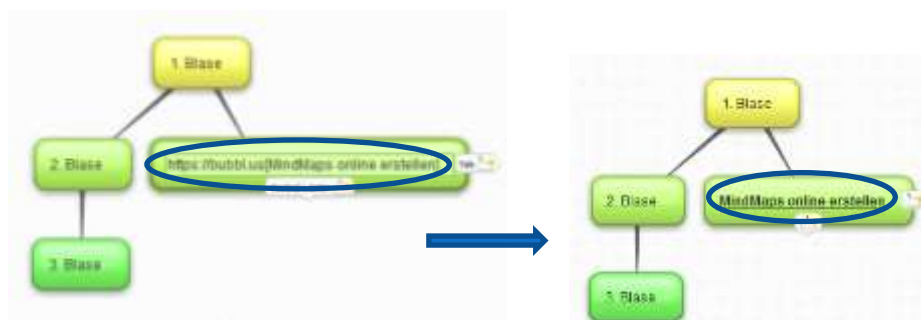 1. Blase
2. Blase
https://bubbl.us[MindMaps online erstellen]
3. Blase
1. Blase
2. Blase
MindMaps online erstellen
3. Blase